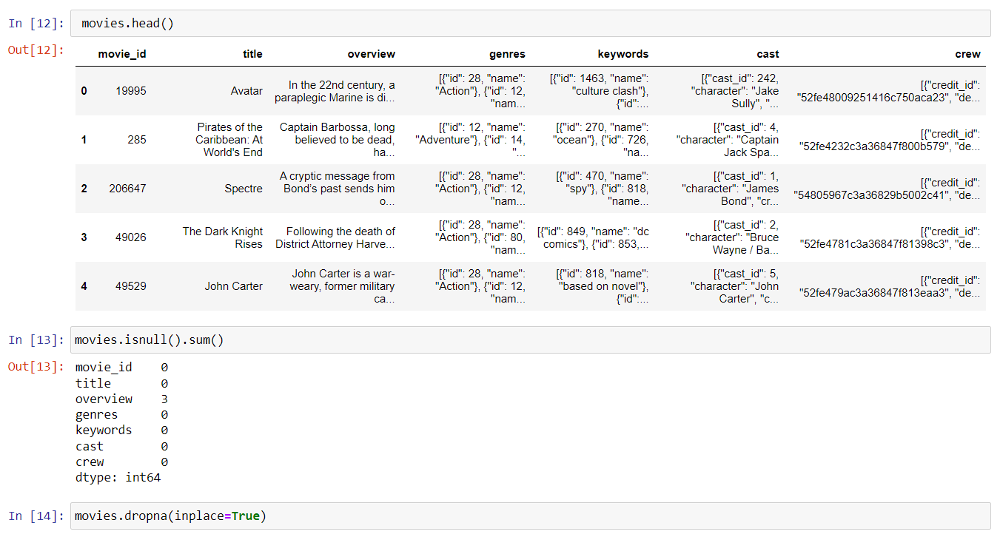 In [12]: movies.head()
Out[12]:
movie_id title overview genres keywords cast crew
0 19995 Avatar In the 22nd century, a paraplegic Marine is di... [{"id": 28, "name": "Action"}, {"id": 12, "nam... [{"id": 1463, "name": "culture clash"}, {"id":... [{"cast_id": 242, "character": "Jake Sully", "... [{"credit_id": "52fe48009251416c750aca23", "de...
1 285 Pirates of the Caribbean: At World's End Captain Barbossa, long believed to be dead, ha... [{"id": 12, "name": "Adventure"}, {"id": 14, "... [{"id": 270, "name": "ocean"}, {"id": 726, "na... [{"cast_id": 4, "character": "Captain Jack Spa... [{"credit_id": "52fe4232c3a36847f800b579", "de...
2 206647 Spectre A cryptic message from Bond’s past sends him o... [{"id": 28, "name": "Action"}, {"id": 12, "nam... [{"id": 470, "name": "spy"}, {"id": 818, "name... [{"cast_id": 1, "character": "James Bond", "cr... [{"credit_id": "54805967c3a36829b5002c41", "de...
3 49026 The Dark Knight Rises Following the death of District Attorney Harve... [{"id": 28, "name": "Action"}, {"id": 80, "nam... [{"id": 849, "name": "dc comics"}, {"id": 853,... [{"cast_id": 2, "character": "Bruce Wayne / Ba... [{"credit_id": "52fe4781c3a36847f81398c3", "de...
4 49529 John Carter John Carter is a war-weary, former military ca... [{"id": 28, "name": "Action"}, {"id": 12, "nam... [{"id": 818, "name": "based on novel"}, {"id":... [{"cast_id": 5, "character": "John Carter", "c... [{"credit_id": "52fe479ac3a36847f813eaa3", "de...
In [13]: movies.isnull().sum()
Out[13]: movie_id 0
title 0
overview 3
genres 0
keywords 0
cast 0
crew 0
dtype: int64
In [14]: movies.dropna(inplace=True)